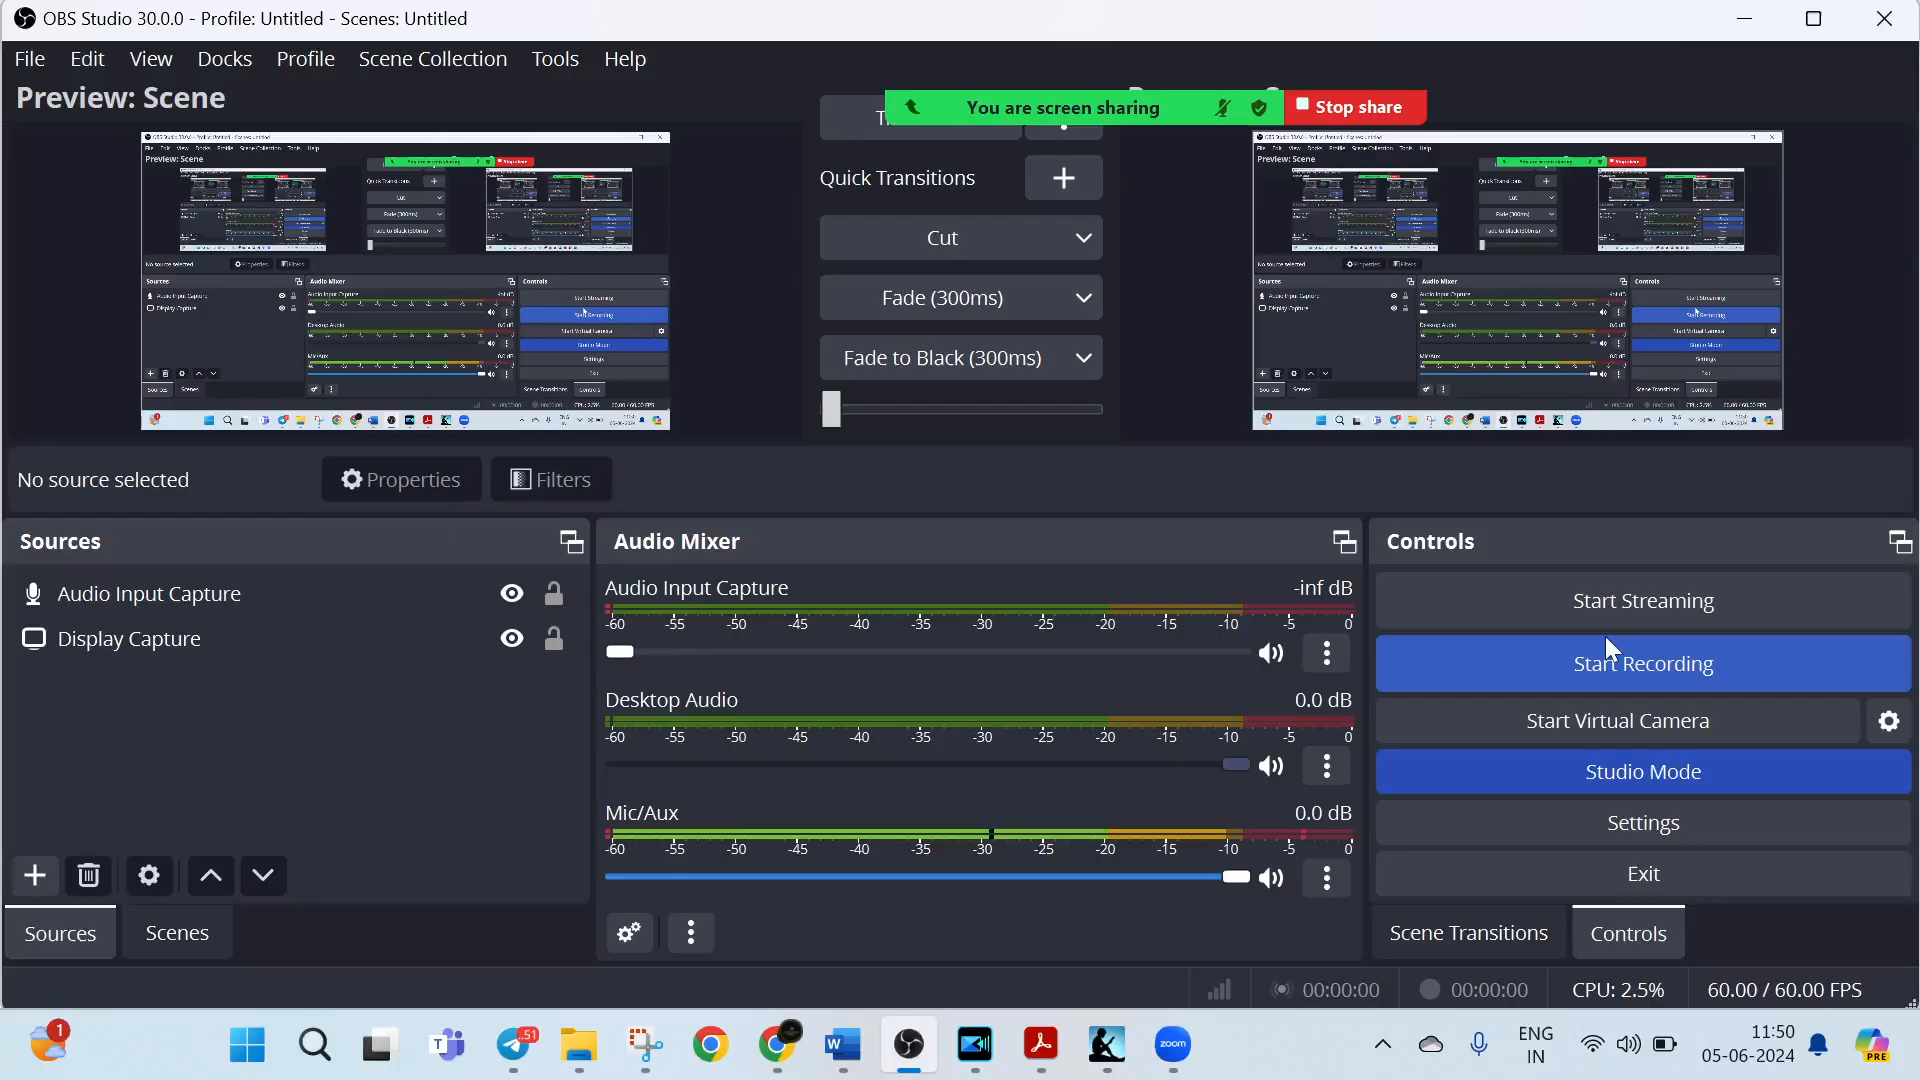 OBS Studio 30.0.0 - Profile: Untitled - Scenes: Untitled
File Edit View Docks Profile Scene Collection Tools Help
Preview: Scene
You are screen sharing Stop share
Quick Transitions
Cut
Fade (300ms)
Fade to Black (300ms)
No source selected Properties Filters
Sources Audio Mixer Controls
Audio Input Capture
Display Capture
Audio Input Capture -inf dB
-60 -55 -50 -45 -40 -35 -30 -25 -20 -15 -10 -5 0
Desktop Audio 0.0 dB
-60 -55 -50 -45 -40 -35 -30 -25 -20 -15 -10 -5 0
Mic/Aux 0.0 dB
-60 -55 -50 -45 -40 -35 -30 -25 -20 -15 -10 -5 0
Start Streaming
Start Recording
Start Virtual Camera
Studio Mode
Settings
Exit
Sources Scenes Scene Transitions Controls
00:00:00 00:00:00 CPU: 2.5% 60.00 / 60.00 FPS
1 ..51 zoom ENG
IN
11:50
05-06-2024
PRE